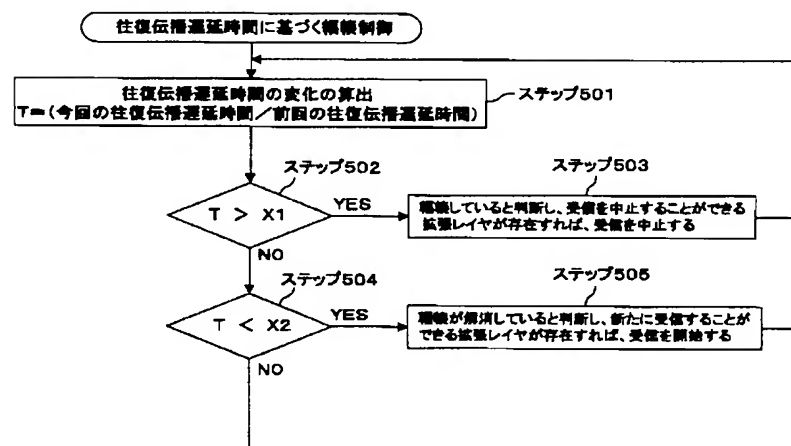 往復伝播遅延時間に基づく輻輳制御
往復伝播遅延時間の変化の算出
T=(今回の往復伝播遅延時間/前回の往復伝播遅延時間)
ステップ501
ステップ502
T > X1
YES
NO
ステップ503
輻輳していると判断し、受信を中止することができる
拡張レイヤが存在すれば、受信を中止する
ステップ504
T < X2
YES
NO
ステップ505
輻輳が解消していると判断し、新たに受信することが
できる拡張レイヤが存在すれば、受信を開始する